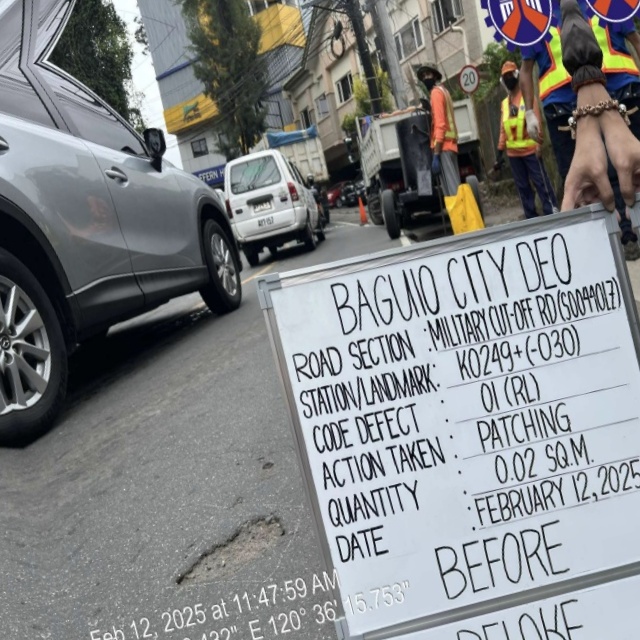 20
BAGUIO CITY DEO
ROAD SECTION : MILITARY CUT-OFF RD (S00440LZ)
STATION/LANDMARK: K0249+(-030)
CODE DEFECT : 01 (RL)
ACTION TAKEN : PATCHING
QUANTITY : 0.02 SQ.M.
DATE : FEBRUARY 12, 2025
BEFORE
BEFORE
Feb 12, 2025 at 11:47:59 AM
E 120° 36' 15.753"